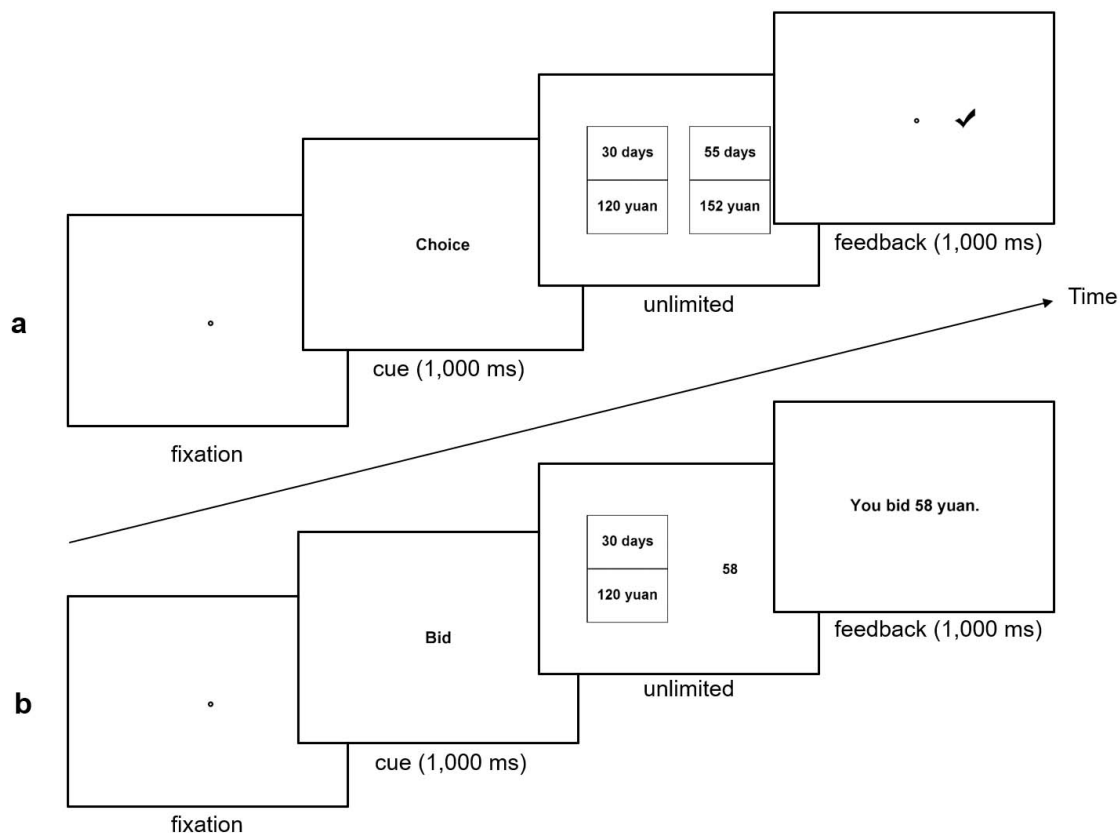 a
fixation
Choice
cue (1,000 ms)
30 days
120 yuan
55 days
152 yuan
unlimited
feedback (1,000 ms)
Time
b
fixation
Bid
cue (1,000 ms)
30 days
120 yuan
58
unlimited
You bid 58 yuan.
feedback (1,000 ms)